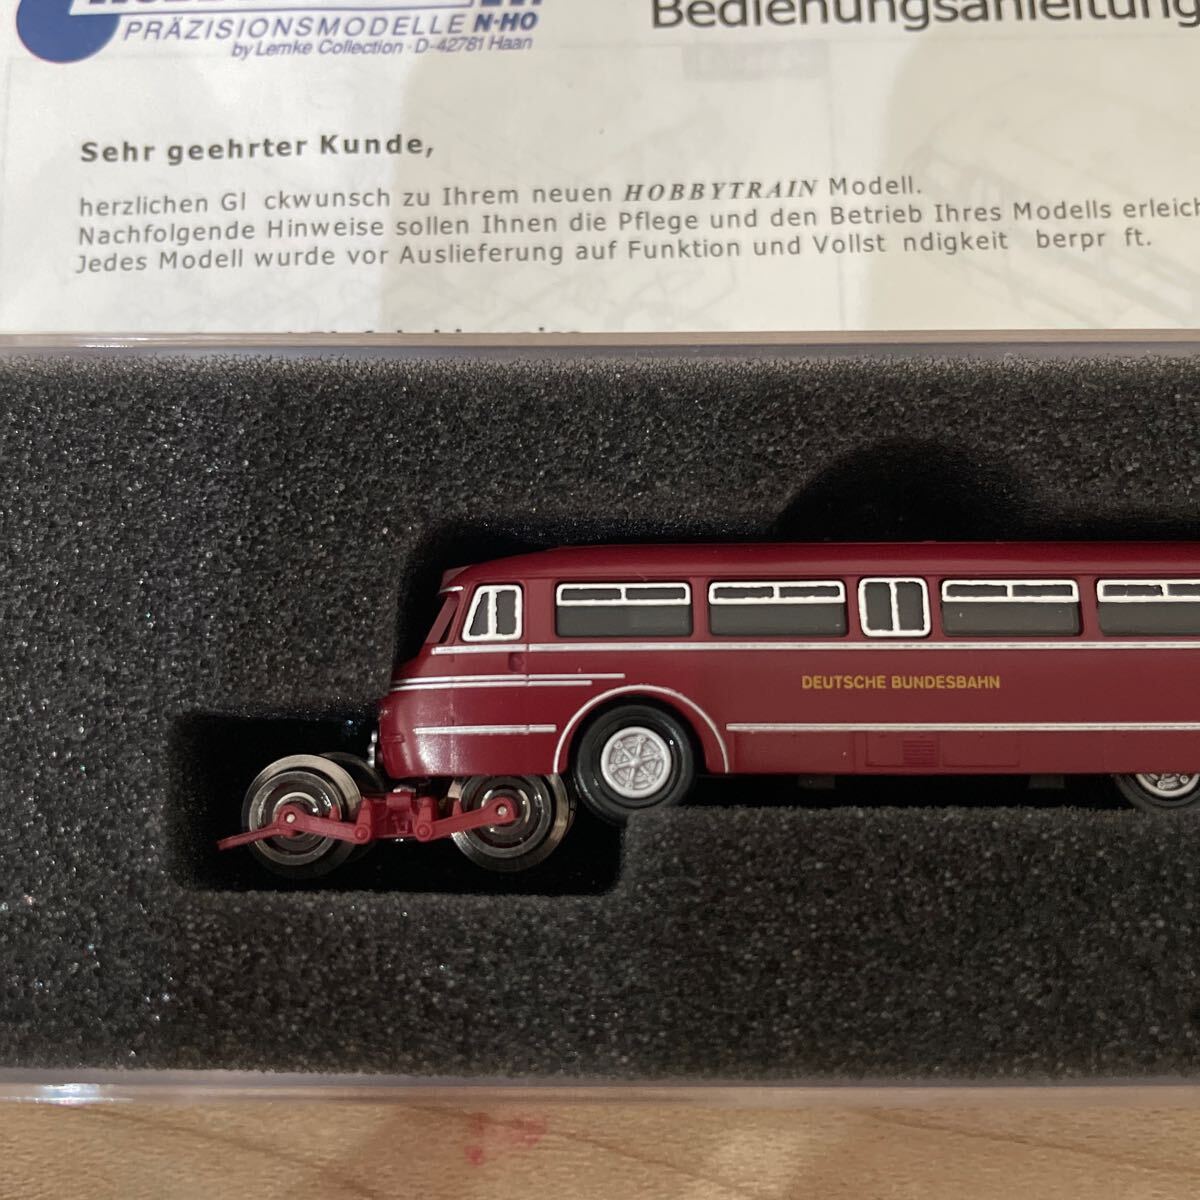 PRÄZISIONSMODELLE N-HO
by Lemke Collection · D-42781 Haan
Bedienungsanleitung
Sehr geehrter Kunde,
herzlichen Gl ckwunsch zu Ihrem neuen HOBBYTRAIN Modell.
Nachfolgende Hinweise sollen Ihnen die Pflege und den Betrieb Ihres Modells erleich
Jedes Modell wurde vor Auslieferung auf Funktion und Vollst ndigkeit berpr ft.
DEUTSCHE BUNDESBAHN